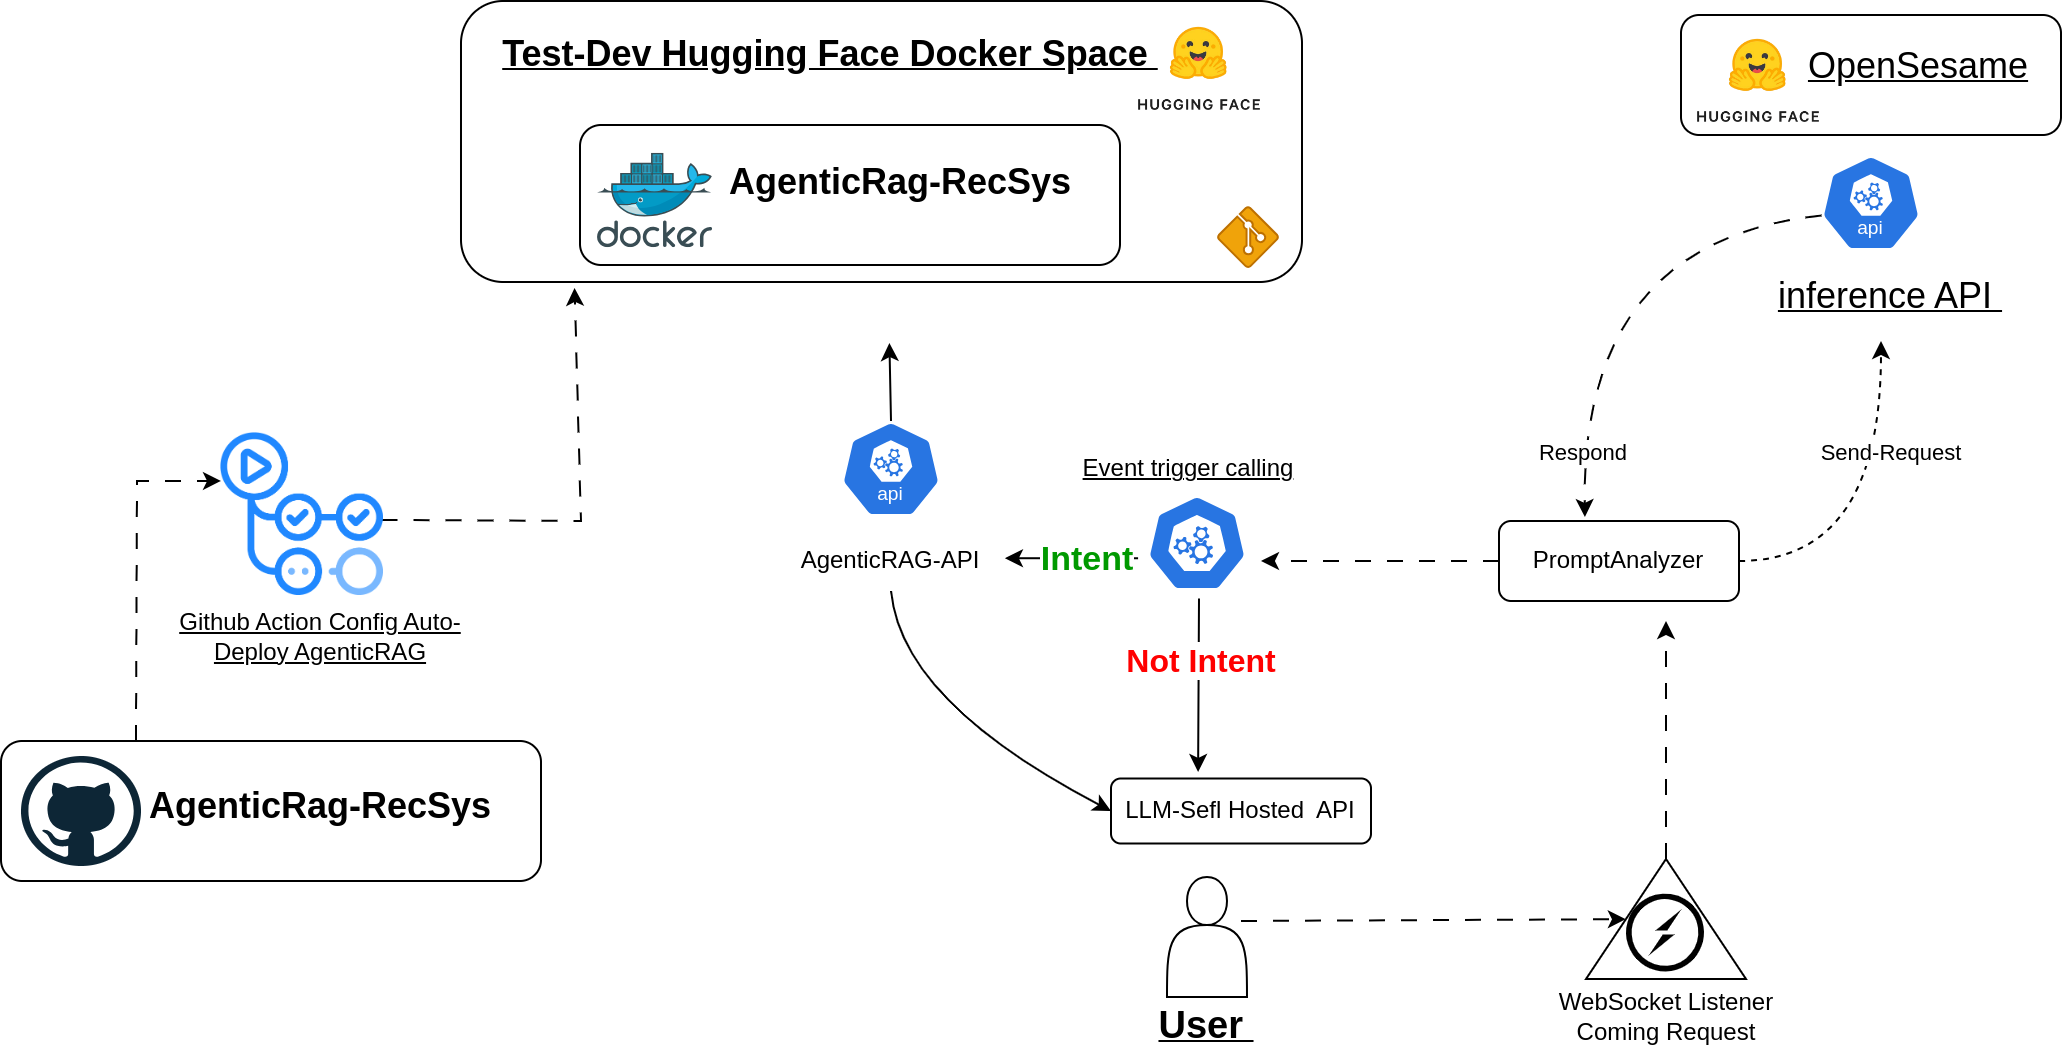 Test-Dev Hugging Face Docker Space
HUGGING FACE
AgenticRag-RecSys
docker
OpenSesame
HUGGING FACE
api
inference API
Respond
Send-Request
api
Event trigger calling
AgenticRAG-API
Intent
PromptAnalyzer
Github Action Config Auto-
Deploy AgenticRAG
Not Intent
AgenticRag-RecSys
LLM-Sefl Hosted API
User
WebSocket Listener
Coming Request